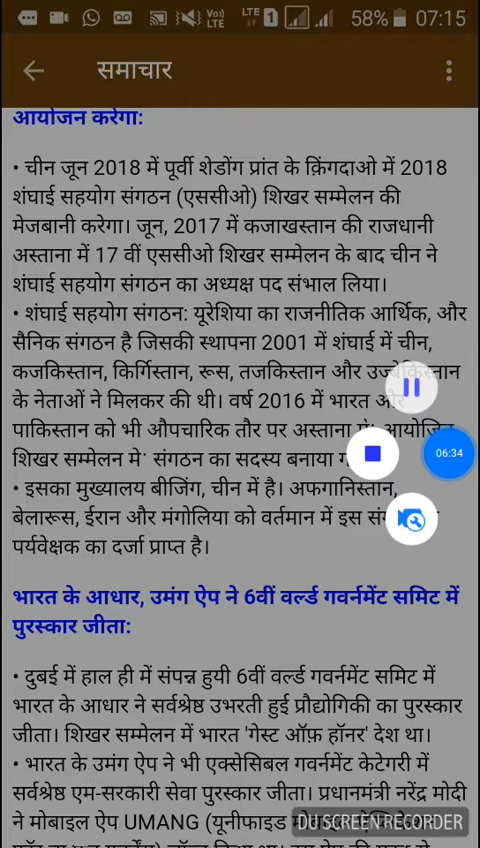 Vo)) LTE LTE 1 58% 07:15
समाचार
आयोजन करेगा:
• चीन जून 2018 में पूर्वी शेडोंग प्रांत के क़िंगदाओ में 2018
शंघाई सहयोग संगठन (एससीओ) शिखर सम्मेलन की
मेजबानी करेगा। जून, 2017 में कजाखस्तान की राजधानी
अस्ताना में 17 वीं एससीओ शिखर सम्मेलन के बाद चीन ने
शंघाई सहयोग संगठन का अध्यक्ष पद संभाल लिया।
• शंघाई सहयोग संगठन: यूरेशिया का राजनीतिक आर्थिक, और
सैनिक संगठन है जिसकी स्थापना 2001 में शंघाई में चीन,
कजकिस्तान, किर्गिस्तान, रूस, तजकिस्तान और
के नेताओं ने मिलकर की थी। वर्ष 2016 में भारत और
पाकिस्तान को भी औपचारिक तौर पर अस्ताना में आयोजित
शिखर सम्मेलन मे संगठन का सदस्य बनाया
06:34
• इसका मुख्यालय बीजिंग, चीन में है। अफगानिस्तान,
बेलारूस, ईरान और मंगोलिया को वर्तमान में इस
पर्यवेक्षक का दर्जा प्राप्त है।
भारत के आधार, उमंग ऐप ने 6वीं वर्ल्ड गवर्नमेंट समिट में
पुरस्कार जीता:
• दुबई में हाल ही में संपन्न हुयी 6वीं वर्ल्ड गवर्नमेंट समिट में
भारत के आधार ने सर्वश्रेष्ठ उभरती हुई प्रौद्योगिकी का पुरस्कार
जीता। शिखर सम्मेलन में भारत 'गेस्ट ऑफ़ हॉनर' देश था।
• भारत के उमंग ऐप ने भी एक्सेसिबल गवर्नमेंट केटेगरी में
सर्वश्रेष्ठ एम-सरकारी सेवा पुरस्कार जीता। प्रधानमंत्री नरेंद्र मोदी
ने मोबाइल ऐप UMANG (यूनीफाइड
DU SCREEN RECORDER